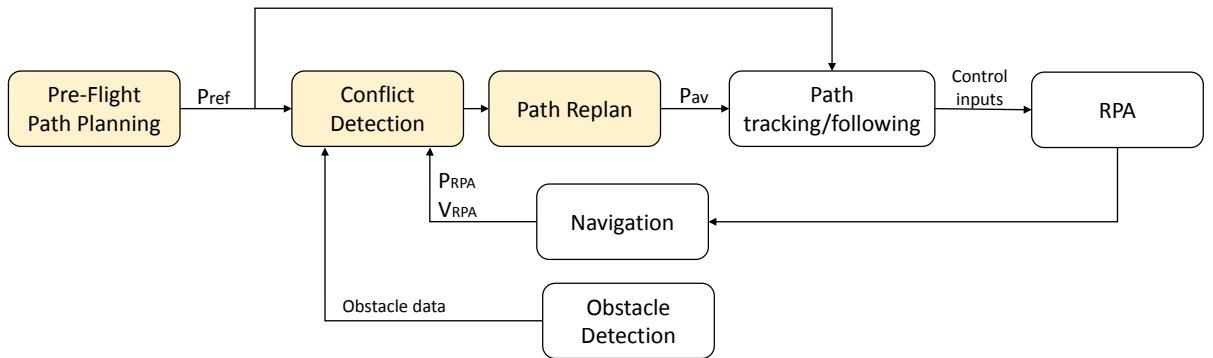 Pre-Flight
Path Planning
Pref
Conflict
Detection
Path Replan
Pav
Path
tracking/following
Control
inputs
RPA
PRPA
VRPA
Navigation
Obstacle data
Obstacle
Detection